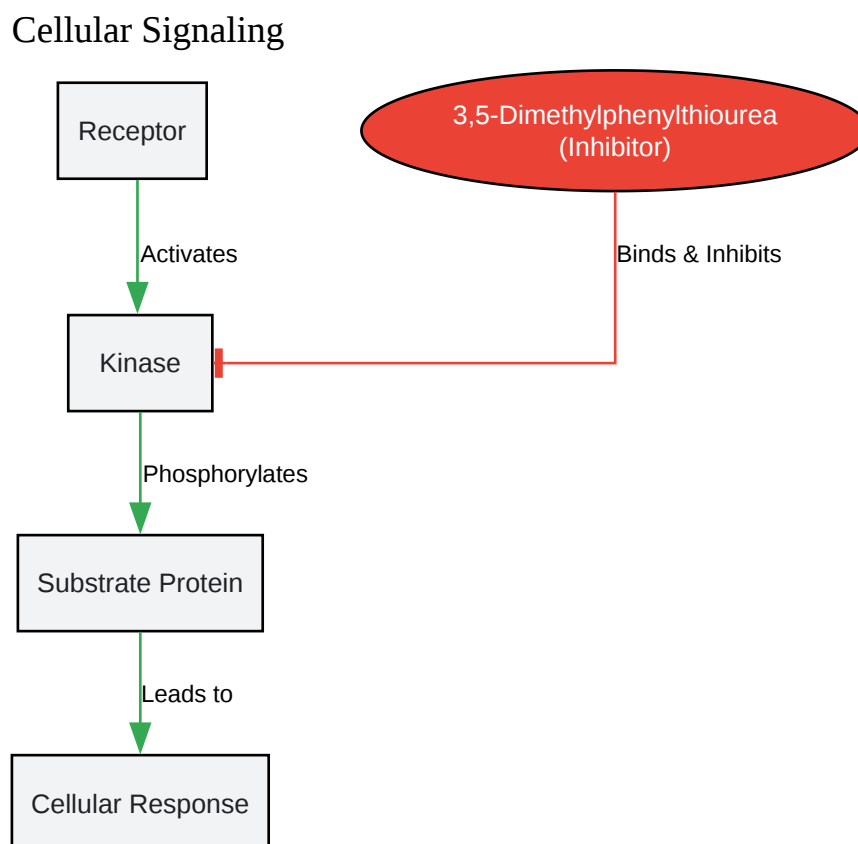 Cellular Signaling
Receptor
3,5-Dimethylphenylthiourea
(Inhibitor)
Activates
Binds & Inhibits
Kinase
Phosphorylates
Substrate Protein
Leads to
Cellular Response